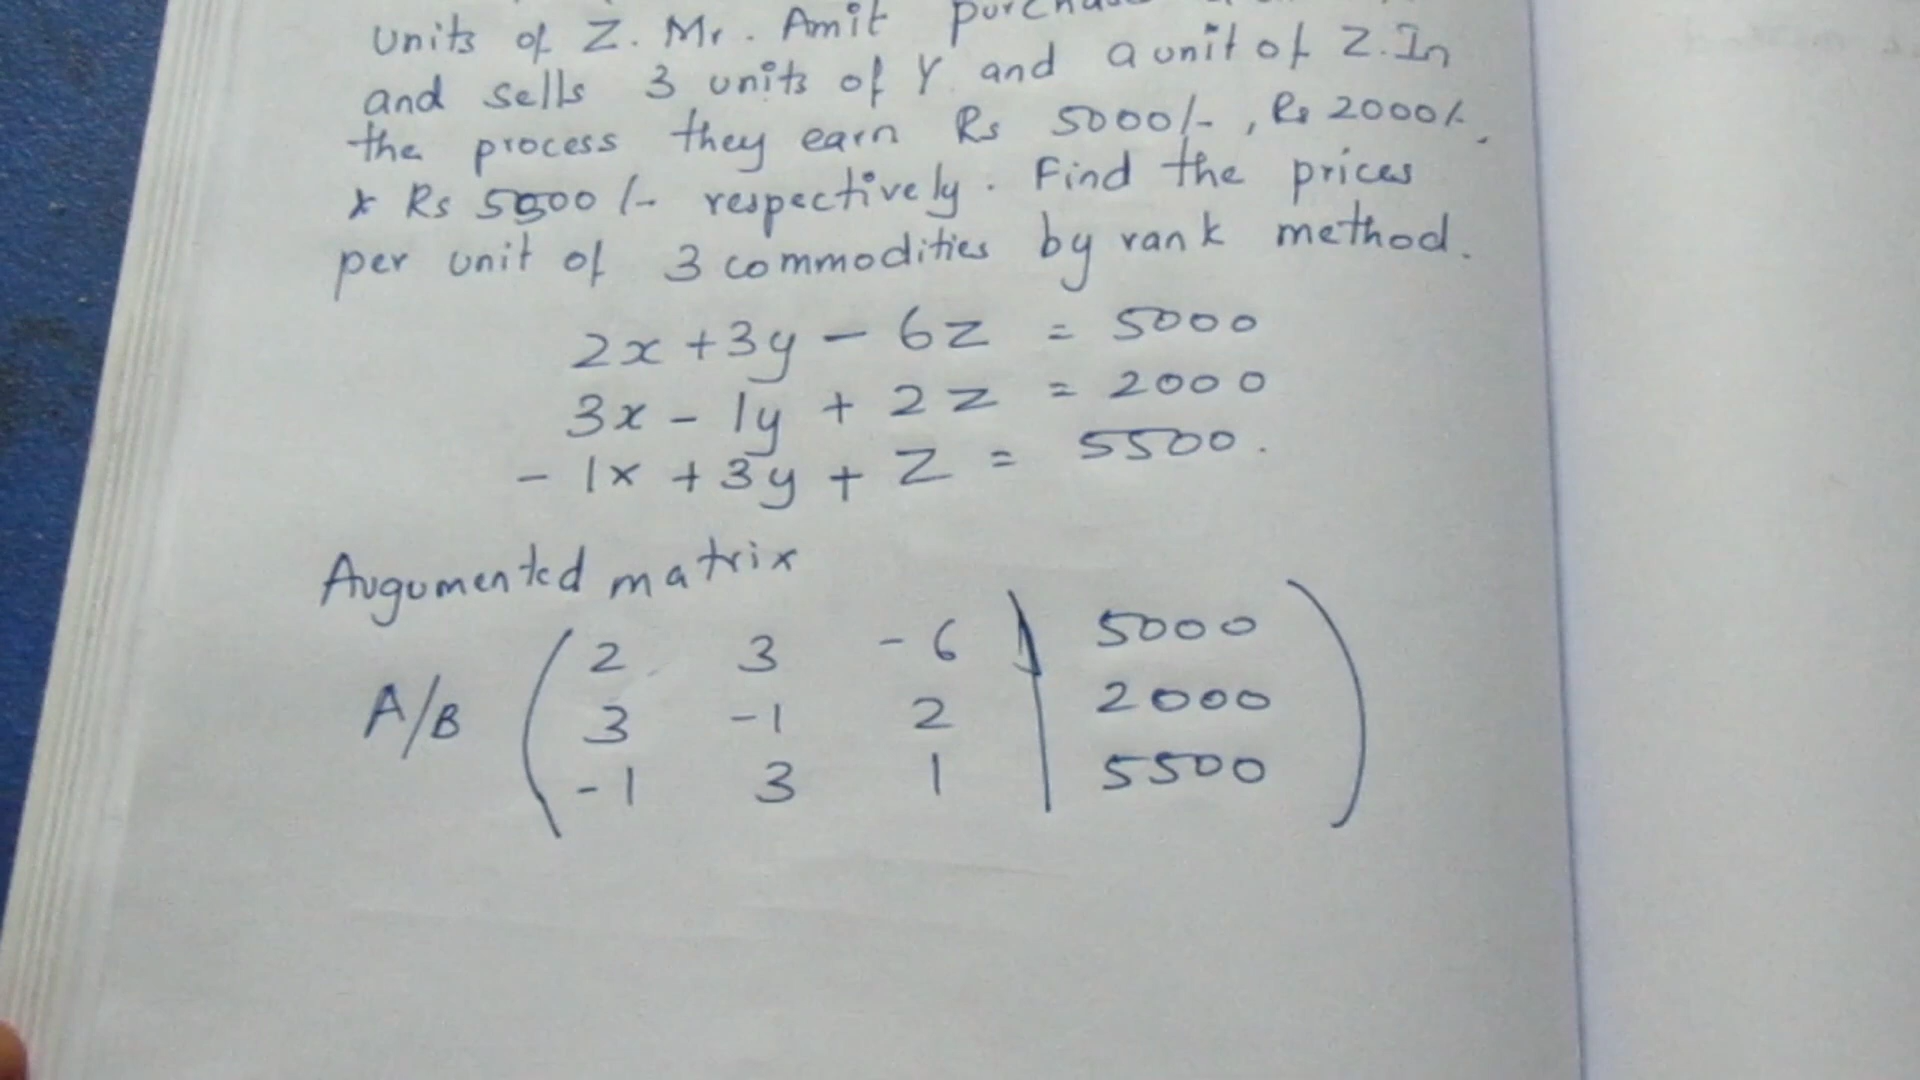 units of Z. Mr. Amit
and sells 3 units of Y and a unit of Z. In
the process they earn Rs 5000/-, Rs 2000/-
& Rs 5500/- respectively. Find the prices
per unit of 3 commodities by rank method.
2x + 3y - 6z = 5000
3x - 1y + 2z = 2000
- 1x + 3y + z = 5500.
Augumented matrix
2 3 -6 | 5000
A/B 3 -1 2 | 2000
-1 3 1 | 5500